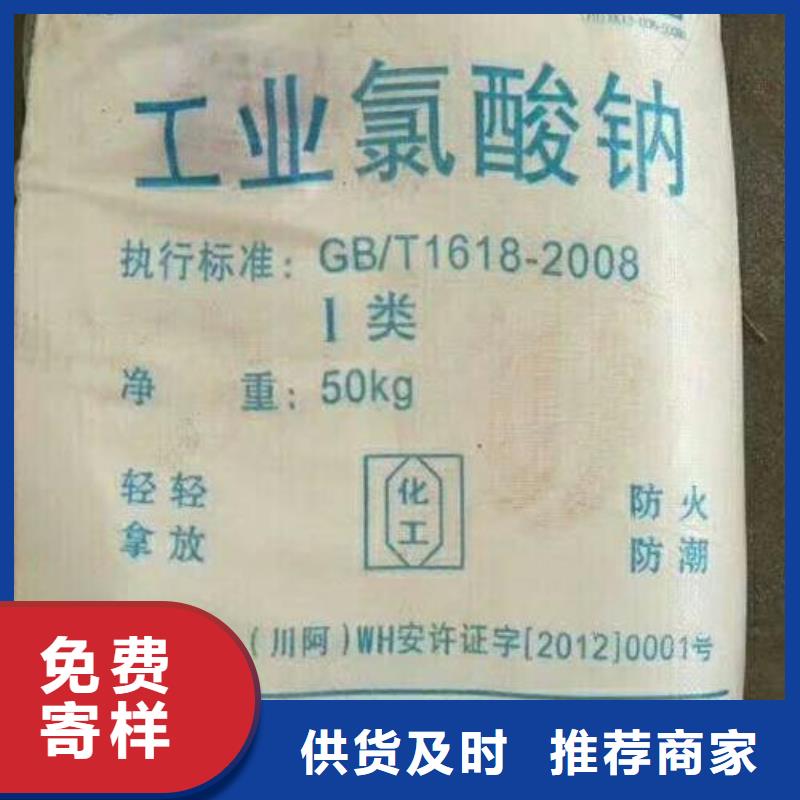 工业氯酸钠
执行标准：GB/T1618-2008
I类
净 重：50kg
轻轻
拿放
化
工
防火
防潮
(川阿)WH安许证字[2012]0001号
免费
寄样
供货及时 推荐商家